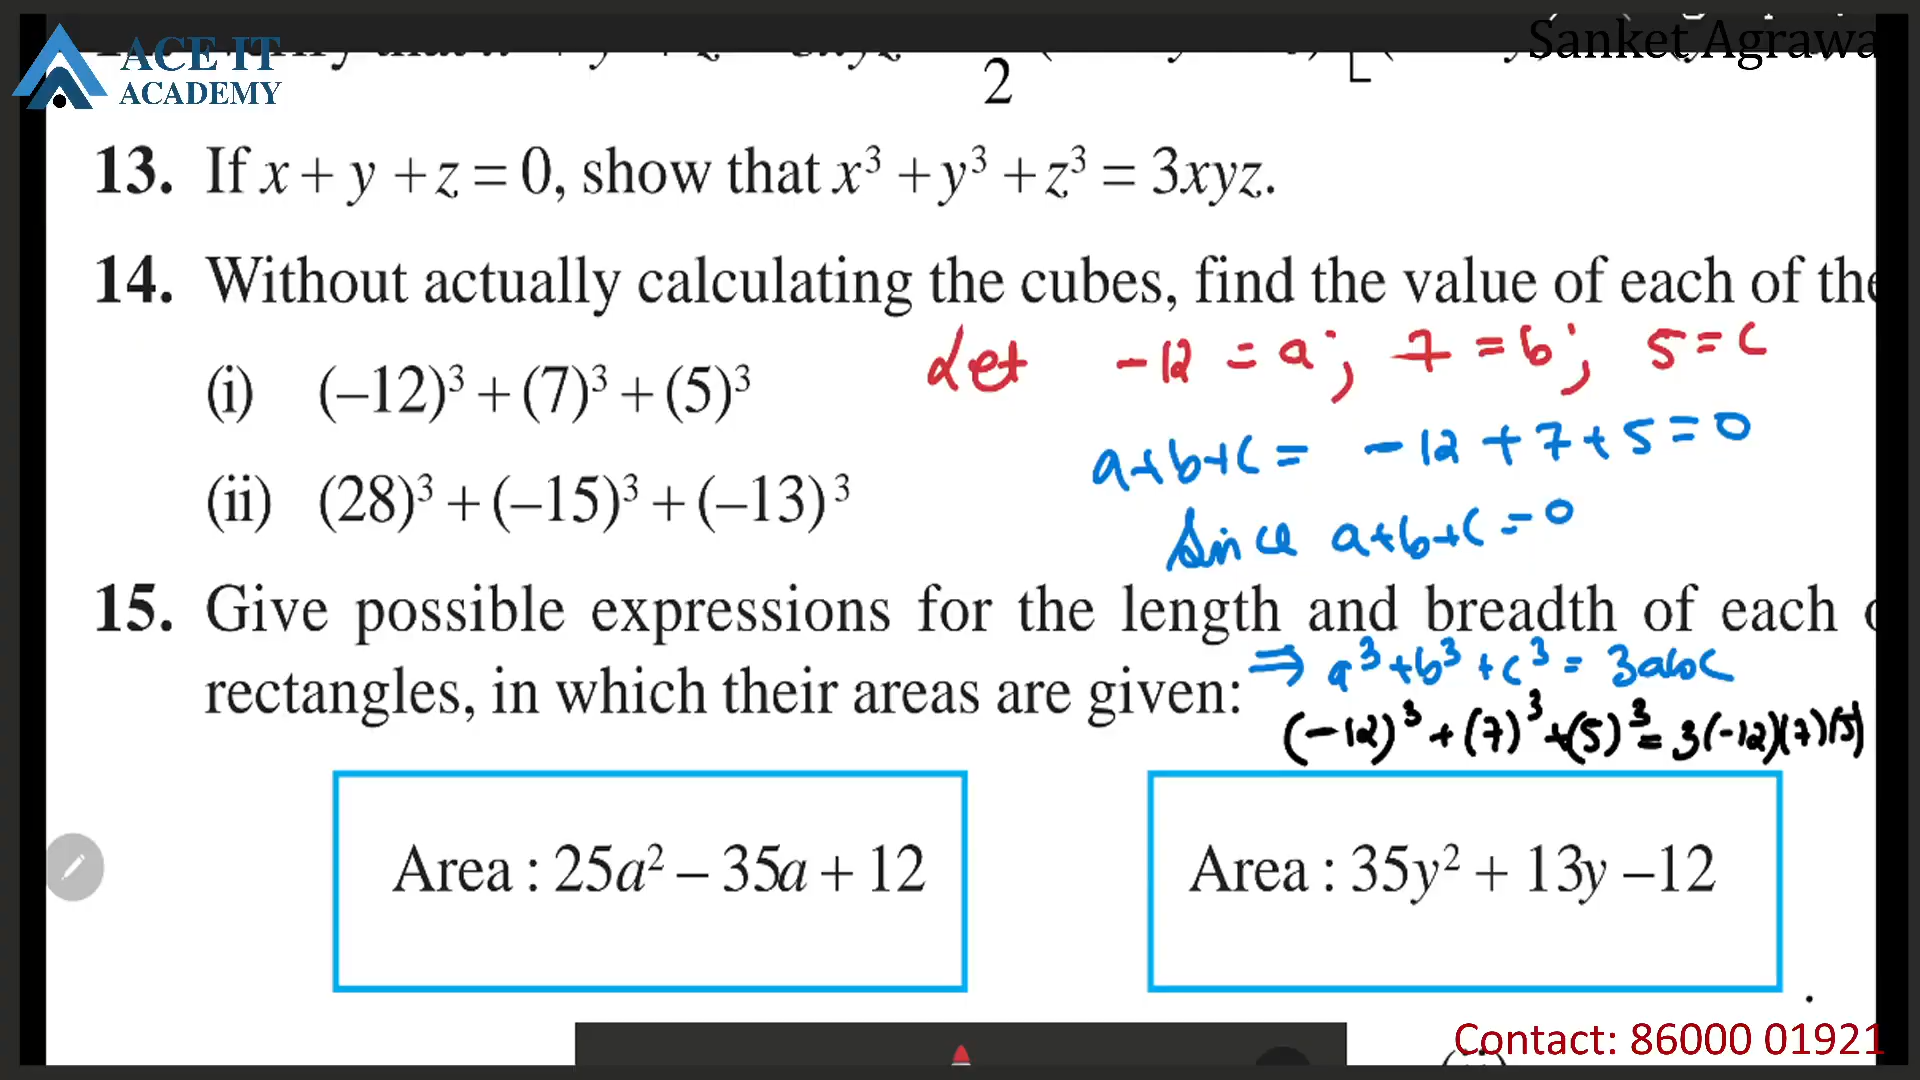 Sanket Agrawa
ACE IT
ACADEMY
2
13. If x + y + z = 0, show that x³ + y³ + z³ = 3xyz.
14. Without actually calculating the cubes, find the value of each of the
Let -12 = a ; 7 = b ; 5 = c
(i) (–12)³ + (7)³ + (5)³
a+b+c = -12 + 7 + 5 = 0
(ii) (28)³ + (–15)³ + (–13)³
Since a+b+c = 0
15. Give possible expressions for the length and breadth of each
⇒ a³ + b³ + c³ = 3abc
rectangles, in which their areas are given:
(-12)³ + (7)³ + (5)³ = 3(-12)(7)(5)
Area : 25a² – 35a + 12
Area : 35y² + 13y –12
Contact: 86000 01921